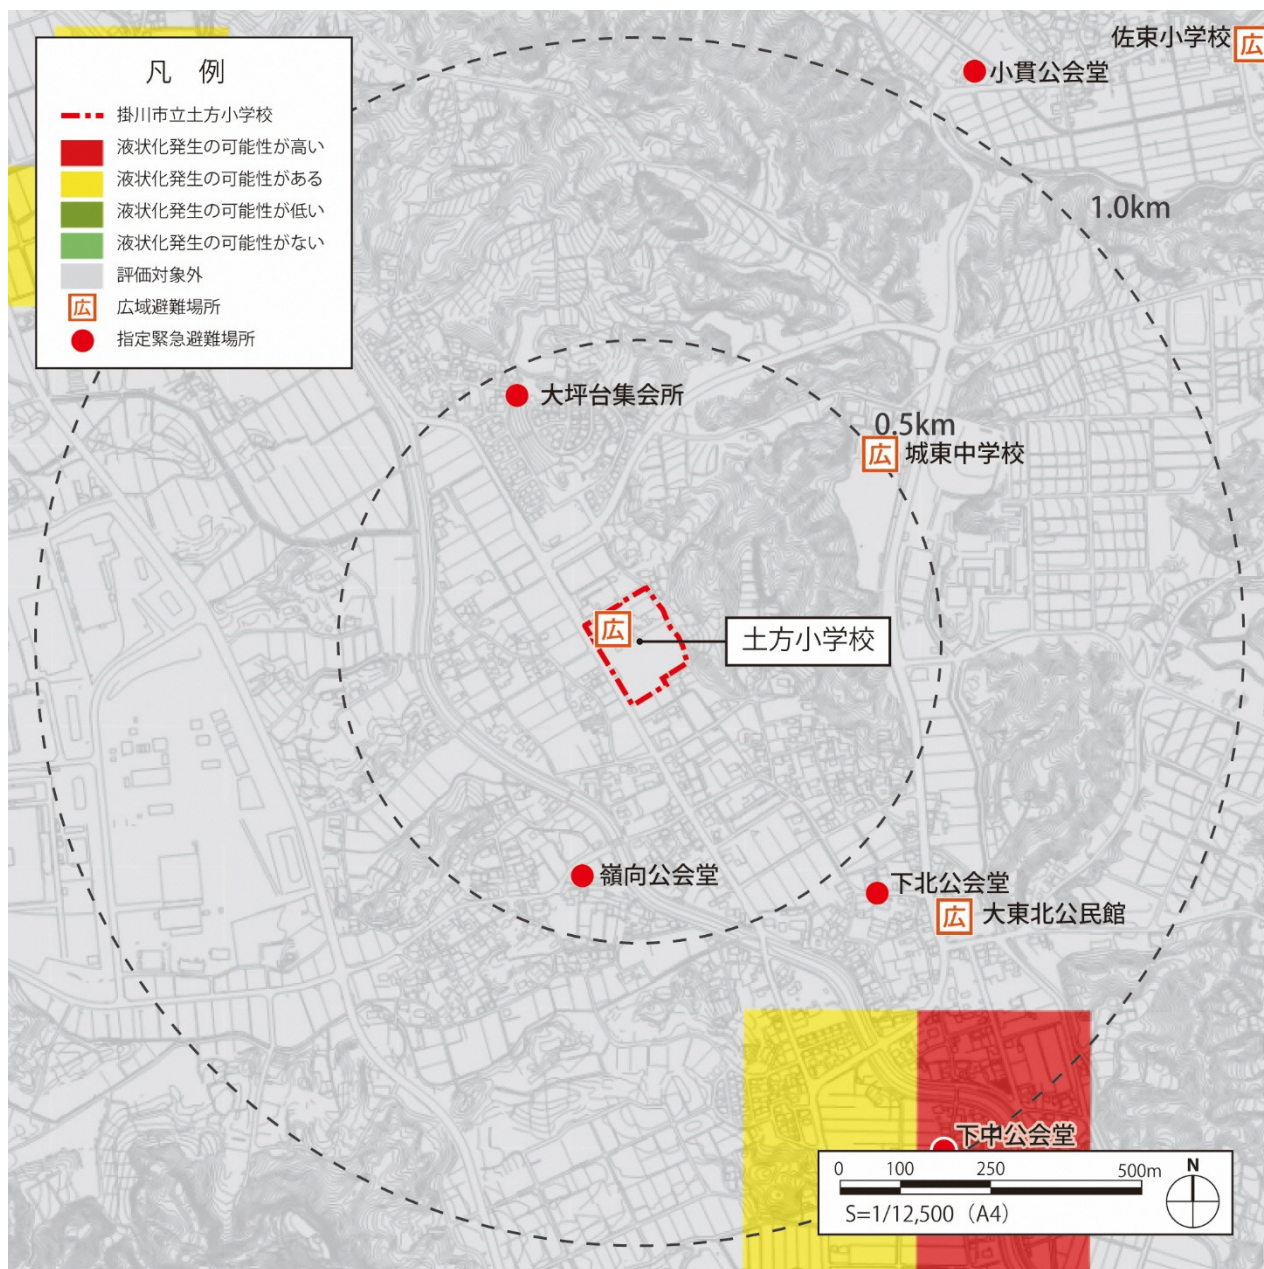 凡 例
掛川市立土方小学校
液状化発生の可能性が高い
液状化発生の可能性がある
液状化発生の可能性が低い
液状化発生の可能性がない
評価対象外
広 広域避難場所
指定緊急避難場所
佐東小学校 広
小貫公会堂
1.0km
大坪台集会所
0.5km
広 城東中学校
広
土方小学校
嶺向公会堂
下北公会堂
広 大東北公民館
下中公会堂
0 100 250 500m
N
S=1/12,500（A4）